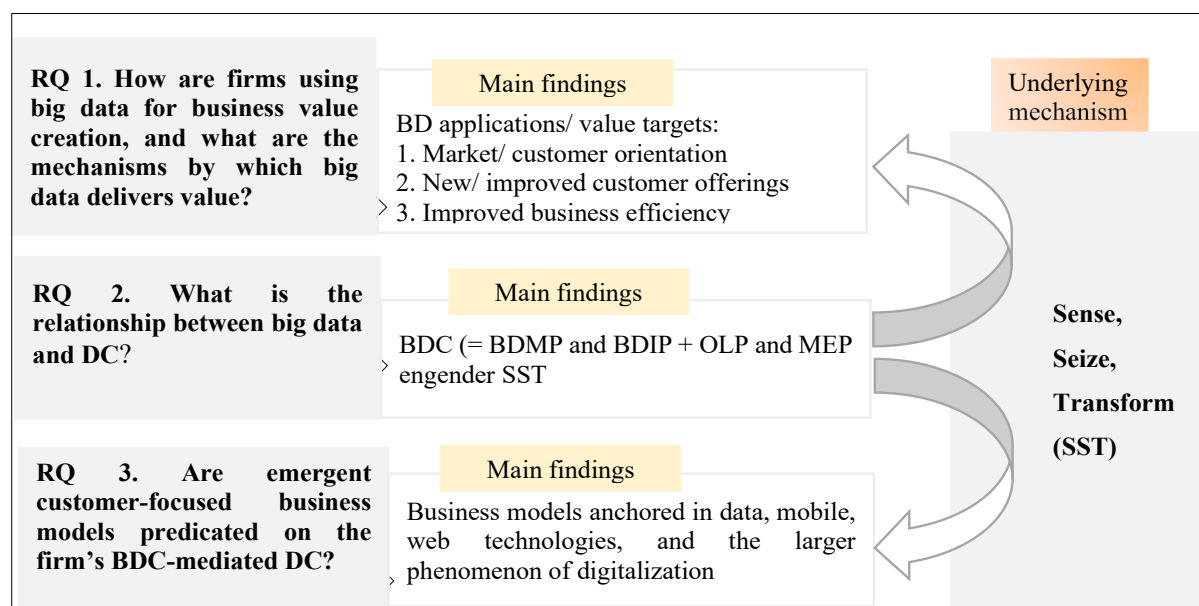 RQ 1. How are firms using
big data for business value
creation, and what are the
mechanisms by which big
data delivers value?
Main findings
BD applications/ value targets:
1. Market/ customer orientation
2. New/ improved customer offerings
3. Improved business efficiency
Underlying
mechanism
RQ 2. What is the
relationship between big data
and DC?
Main findings
BDC (= BDMP and BDIP + OLP and MEP
engender SST
Sense,
Seize,
Transform
(SST)
RQ 3. Are emergent
customer-focused business
models predicated on the
firm’s BDC-mediated DC?
Main findings
Business models anchored in data, mobile,
web technologies, and the larger
phenomenon of digitalization